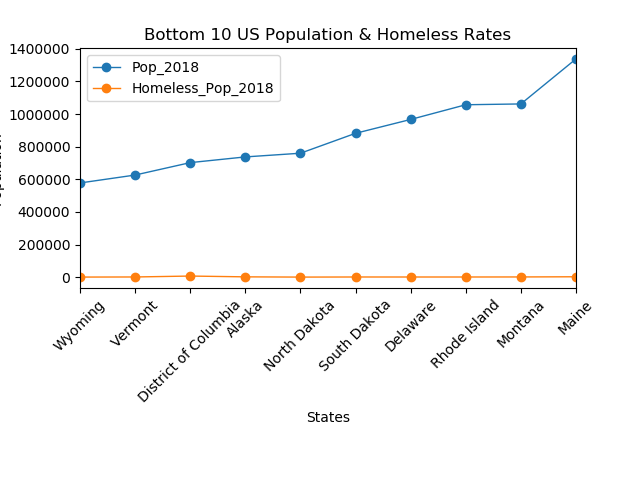 Bottom 10 US Population & Homeless Rates
Pop_2018
Homeless_Pop_2018
1400000
1200000
1000000
800000
600000
400000
200000
0
Wyoming
Vermont
District of Columbia
Alaska
North Dakota
South Dakota
Delaware
Rhode Island
Montana
Maine
States